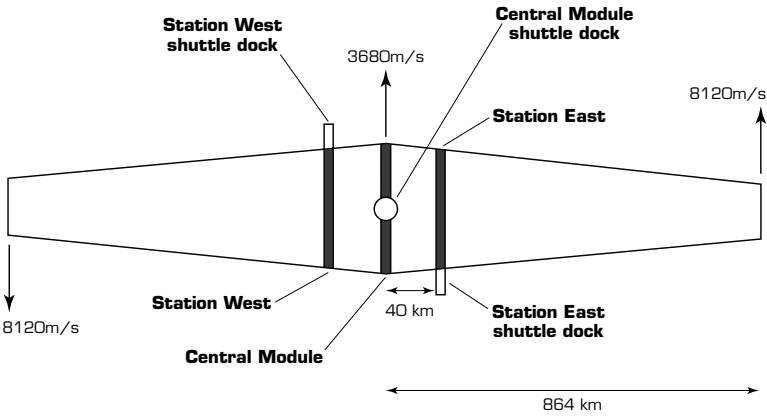 Station West
shuttle dock
Central Module
shuttle dock
3680m/s
8120m/s
Station East
Station West
40 km
Station East
shuttle dock
8120m/s
Central Module
864 km